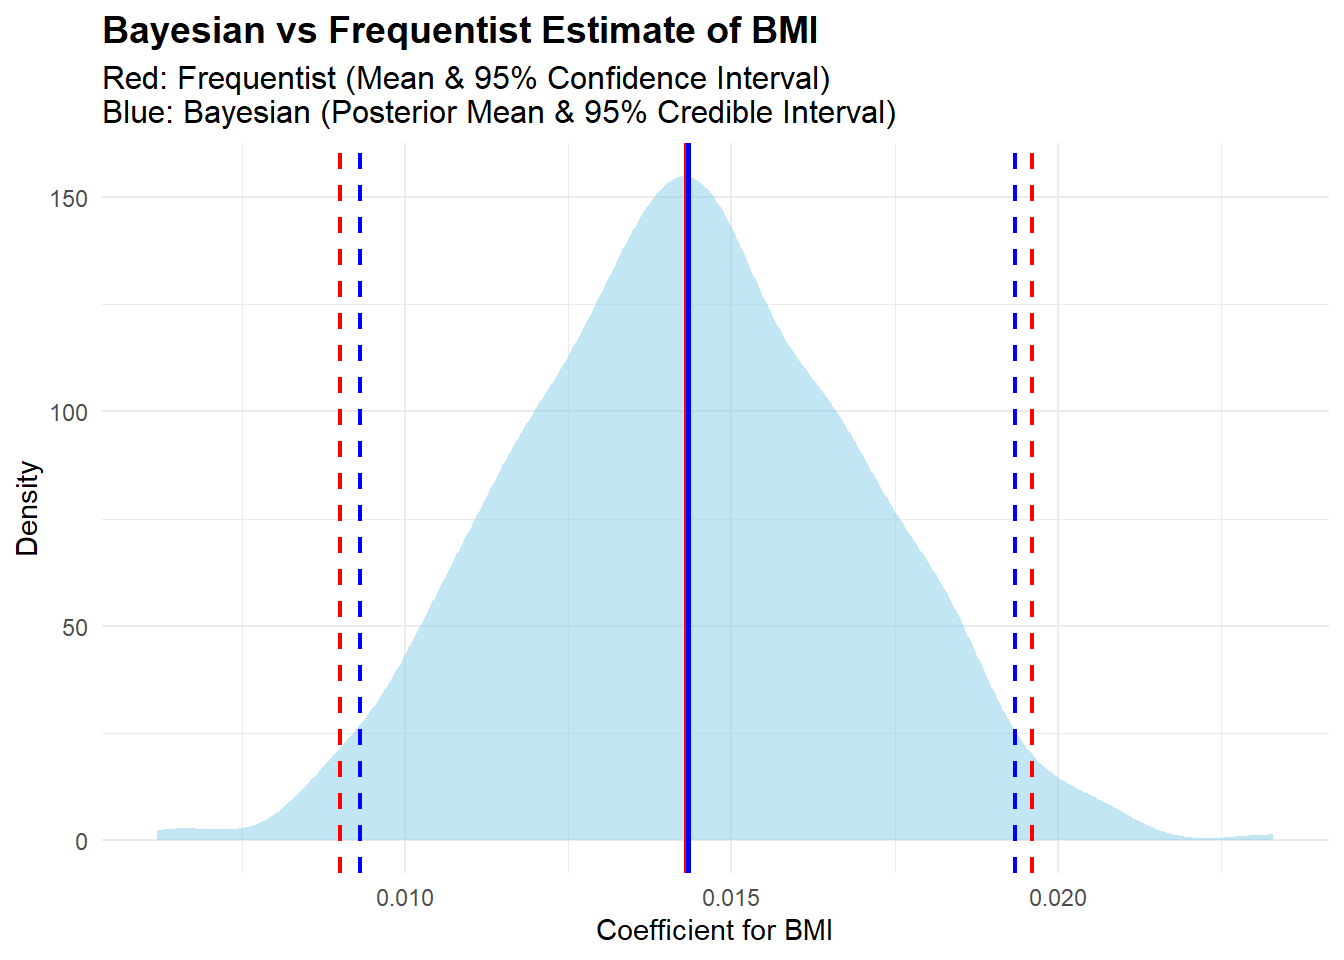 Bayesian vs Frequentist Estimate of BMI
Red: Frequentist (Mean & 95% Confidence Interval)
Blue: Bayesian (Posterior Mean & 95% Credible Interval)
150
100
50
0
Density
0.010
0.015
0.020
Coefficient for BMI